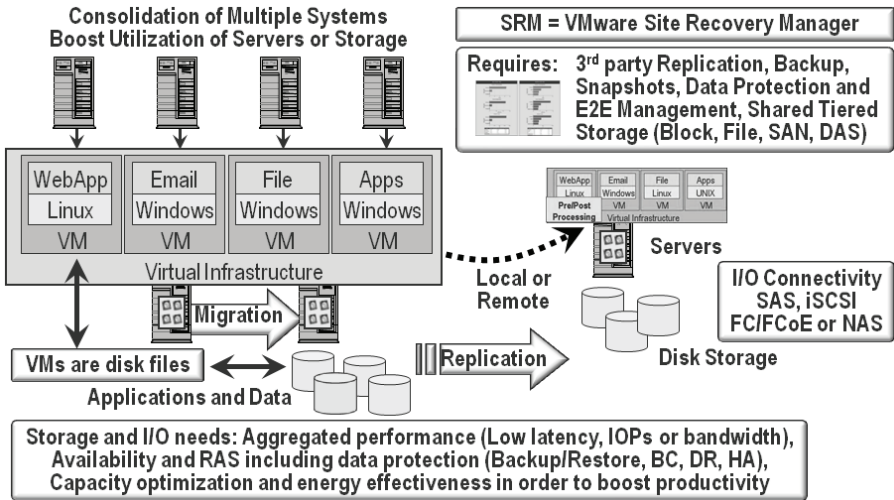 Consolidation of Multiple Systems
Boost Utilization of Servers or Storage
SRM = VMware Site Recovery Manager
Requires: 3rd party Replication, Backup,
Snapshots, Data Protection and
E2E Management, Shared Tiered
Storage (Block, File, SAN, DAS)
WebApp Email File Apps
Linux Windows Windows Windows
VM VM VM VM
Virtual Infrastructure
WebApp Email File Apps
Linux Windows Linux UNIX
Pre/Post VM VM VM
Processing Virtual Infrastructure
Servers
Local or
Remote
I/O Connectivity
SAS, iSCSI
FC/FCoE or NAS
Migration
VMs are disk files
Replication
Disk Storage
Applications and Data
Storage and I/O needs: Aggregated performance (Low latency, IOPs or bandwidth),
Availability and RAS including data protection (Backup/Restore, BC, DR, HA),
Capacity optimization and energy effectiveness in order to boost productivity